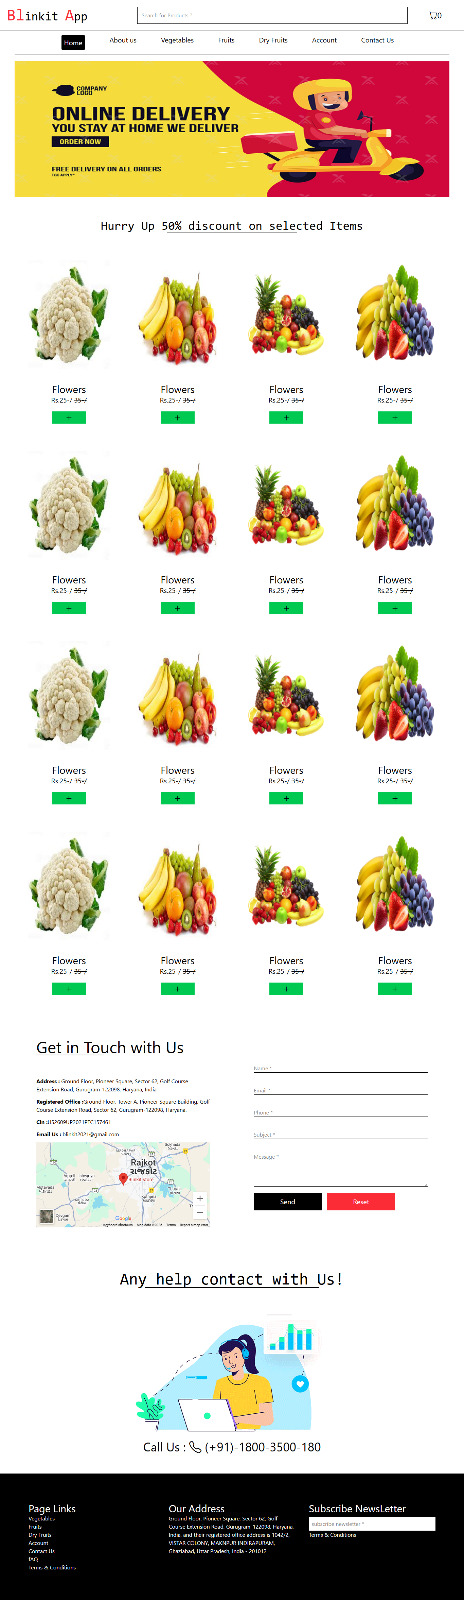 Blinkit App
Search for Products *
0
Home About us Vegetables Fruits Dry Fruits Account Contact Us
COMPANY
LOGO
ONLINE DELIVERY
YOU STAY AT HOME WE DELIVER
ORDER NOW
FREE DELIVERY ON ALL ORDERS
Hurry Up 50% discount on selected Items
Flowers Flowers Flowers Flowers
Rs.25-/ 35-/ Rs.25-/ 35-/ Rs.25-/ 35-/ Rs.25-/ 35-/
+ + + +
Flowers Flowers Flowers Flowers
Rs.25-/ 35-/ Rs.25-/ 35-/ Rs.25-/ 35-/ Rs.25-/ 35-/
+ + + +
Flowers Flowers Flowers Flowers
Rs.25-/ 35-/ Rs.25-/ 35-/ Rs.25-/ 35-/ Rs.25-/ 35-/
+ + + +
Flowers Flowers Flowers Flowers
Rs.25-/ 35-/ Rs.25-/ 35-/ Rs.25-/ 35-/ Rs.25-/ 35-/
+ + + +
Get in Touch with Us
Address : Ground Floor, Pioneer Square, Sector 62, Golf Course
Extension Road, Gurugram-122098, Haryana, India
Registered Office :Ground Floor, Tower A, Pioneer Square Building, Golf
Course Extension Road, Sector 62, Gurugram-122098, Haryana.
Email Us : blinkit2021@gmail.com
Rajkot
રાજકોટ
Google
Name *
Email *
Phone *
Subject *
Message *
Send Reset
Any help contact with Us!
Call Us : (+91)-1800-3500-180
Page Links
Vegetables
Fruits
Dry Fruits
Account
Contact Us
FAQ
Terms & Conditions
Our Address
Ground Floor, Pioneer Square, Sector 62, Golf
Course Extension Road, Gurugram-122098, Haryana,
India and their registered office address is 1042/2,
VISTAR COLONY, MAKNPUR INDIRAPURAM,
Ghaziabad, Uttar Pradesh, India - 201012
Subscribe NewsLetter
subscribe newsletter *
Terms & Conditions